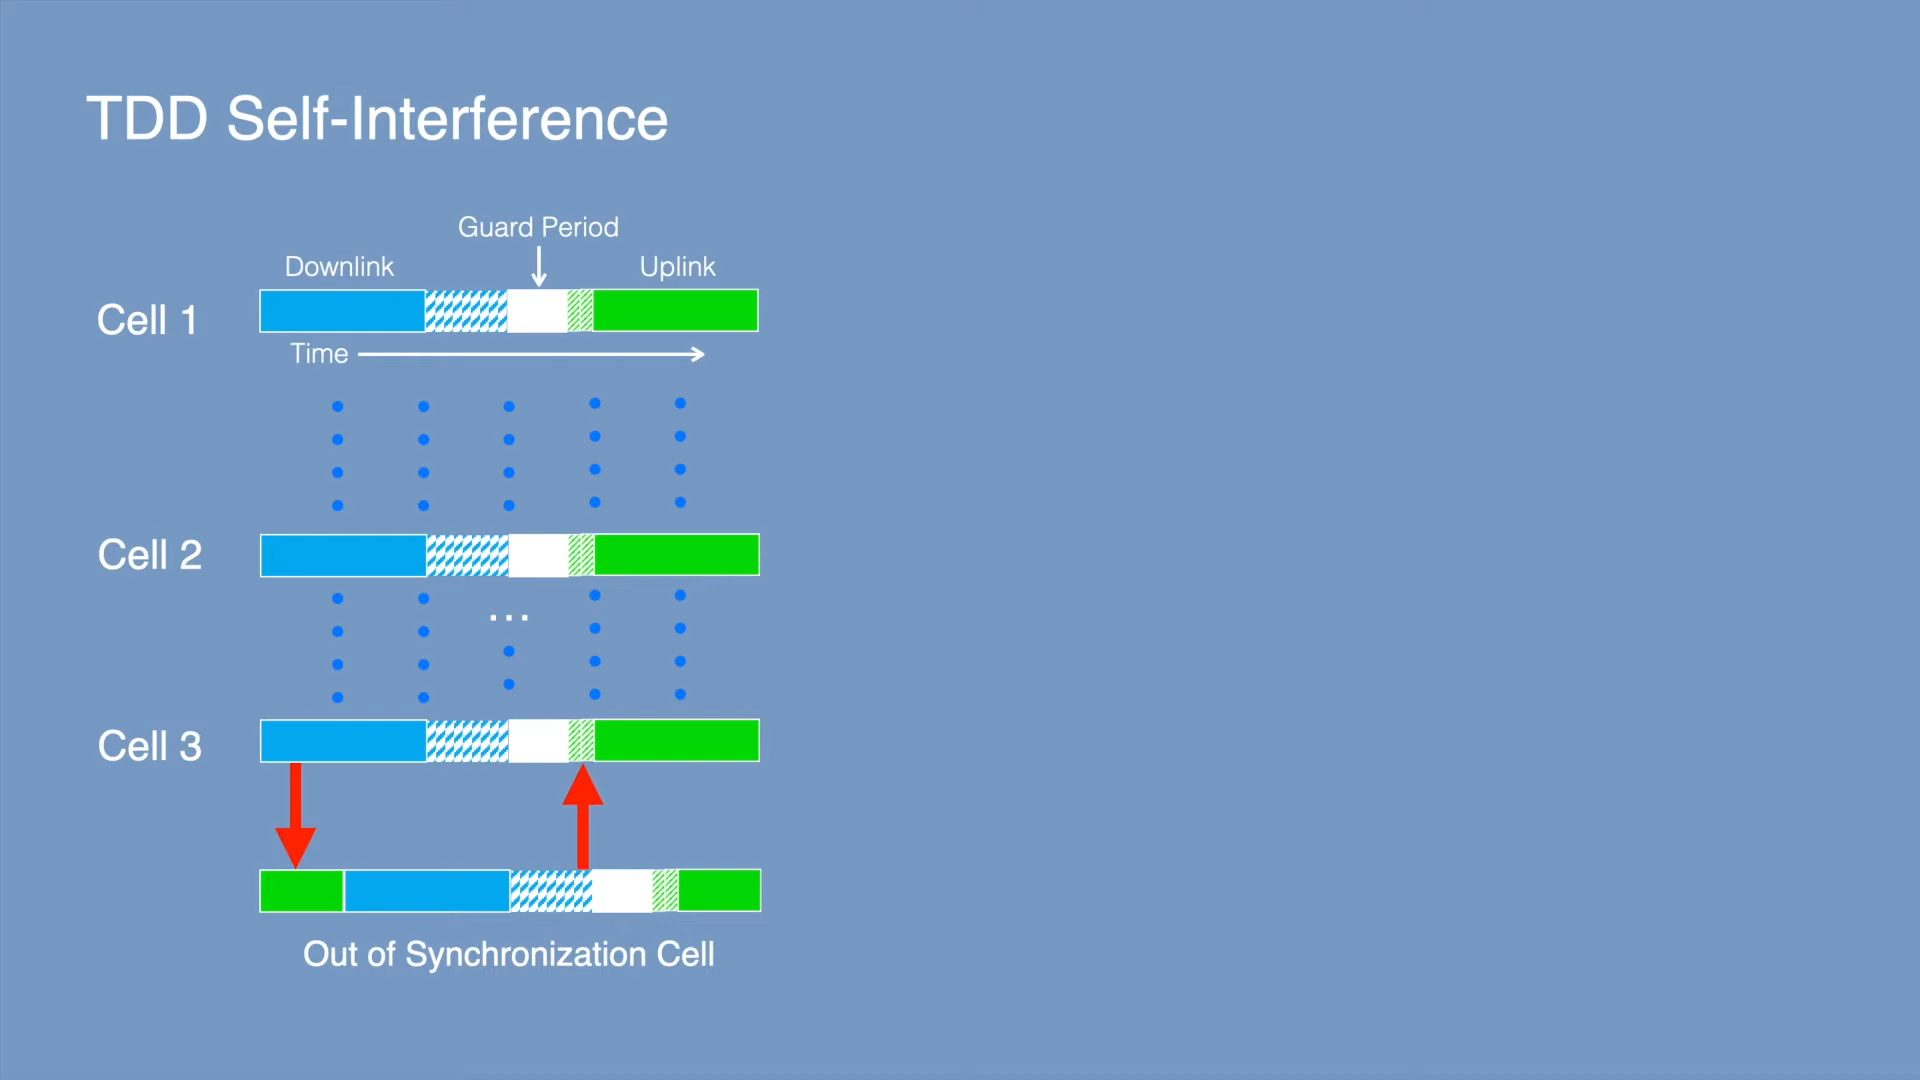 TDD Self-Interference
Guard Period
Downlink
Uplink
Cell 1
Time
Cell 2
...
Cell 3
Out of Synchronization Cell